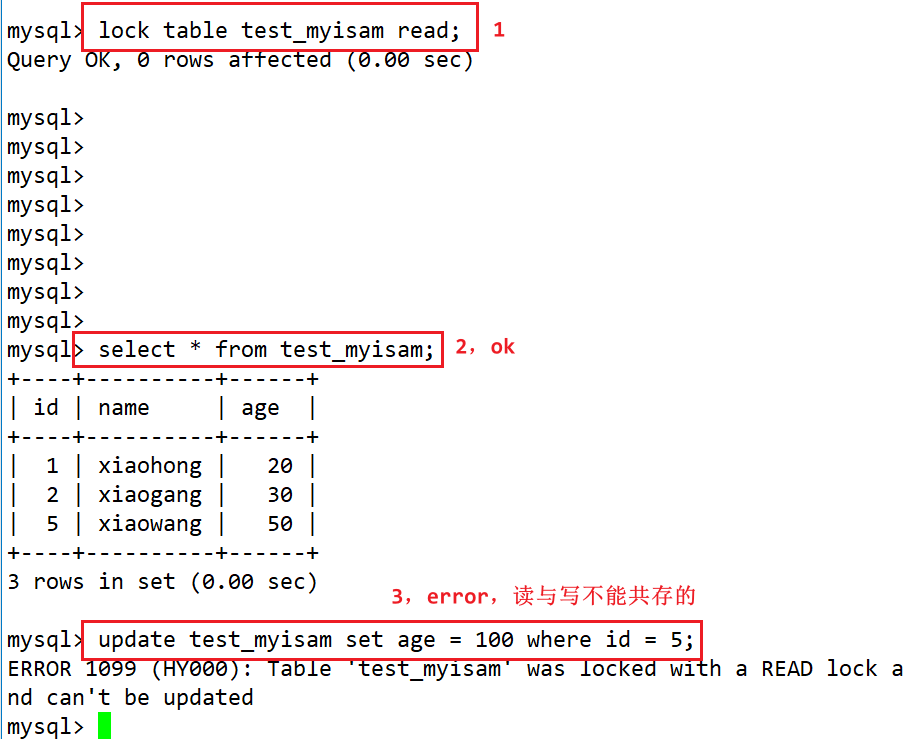 mysql> lock table test_myisam read; 1
Query OK, 0 rows affected (0.00 sec)
mysql>
mysql>
mysql>
mysql>
mysql>
mysql>
mysql>
mysql>
mysql> select * from test_myisam; 2，ok
+----+----------+------+
| id | name     | age  |
+----+----------+------+
|  1 | xiaohong |   20 |
|  2 | xiaogang |   30 |
|  5 | xiaowang |   50 |
+----+----------+------+
3 rows in set (0.00 sec)
3，error，读与写不能共存的
mysql> update test_myisam set age = 100 where id = 5;
ERROR 1099 (HY000): Table 'test_myisam' was locked with a READ lock a
nd can't be updated
mysql>